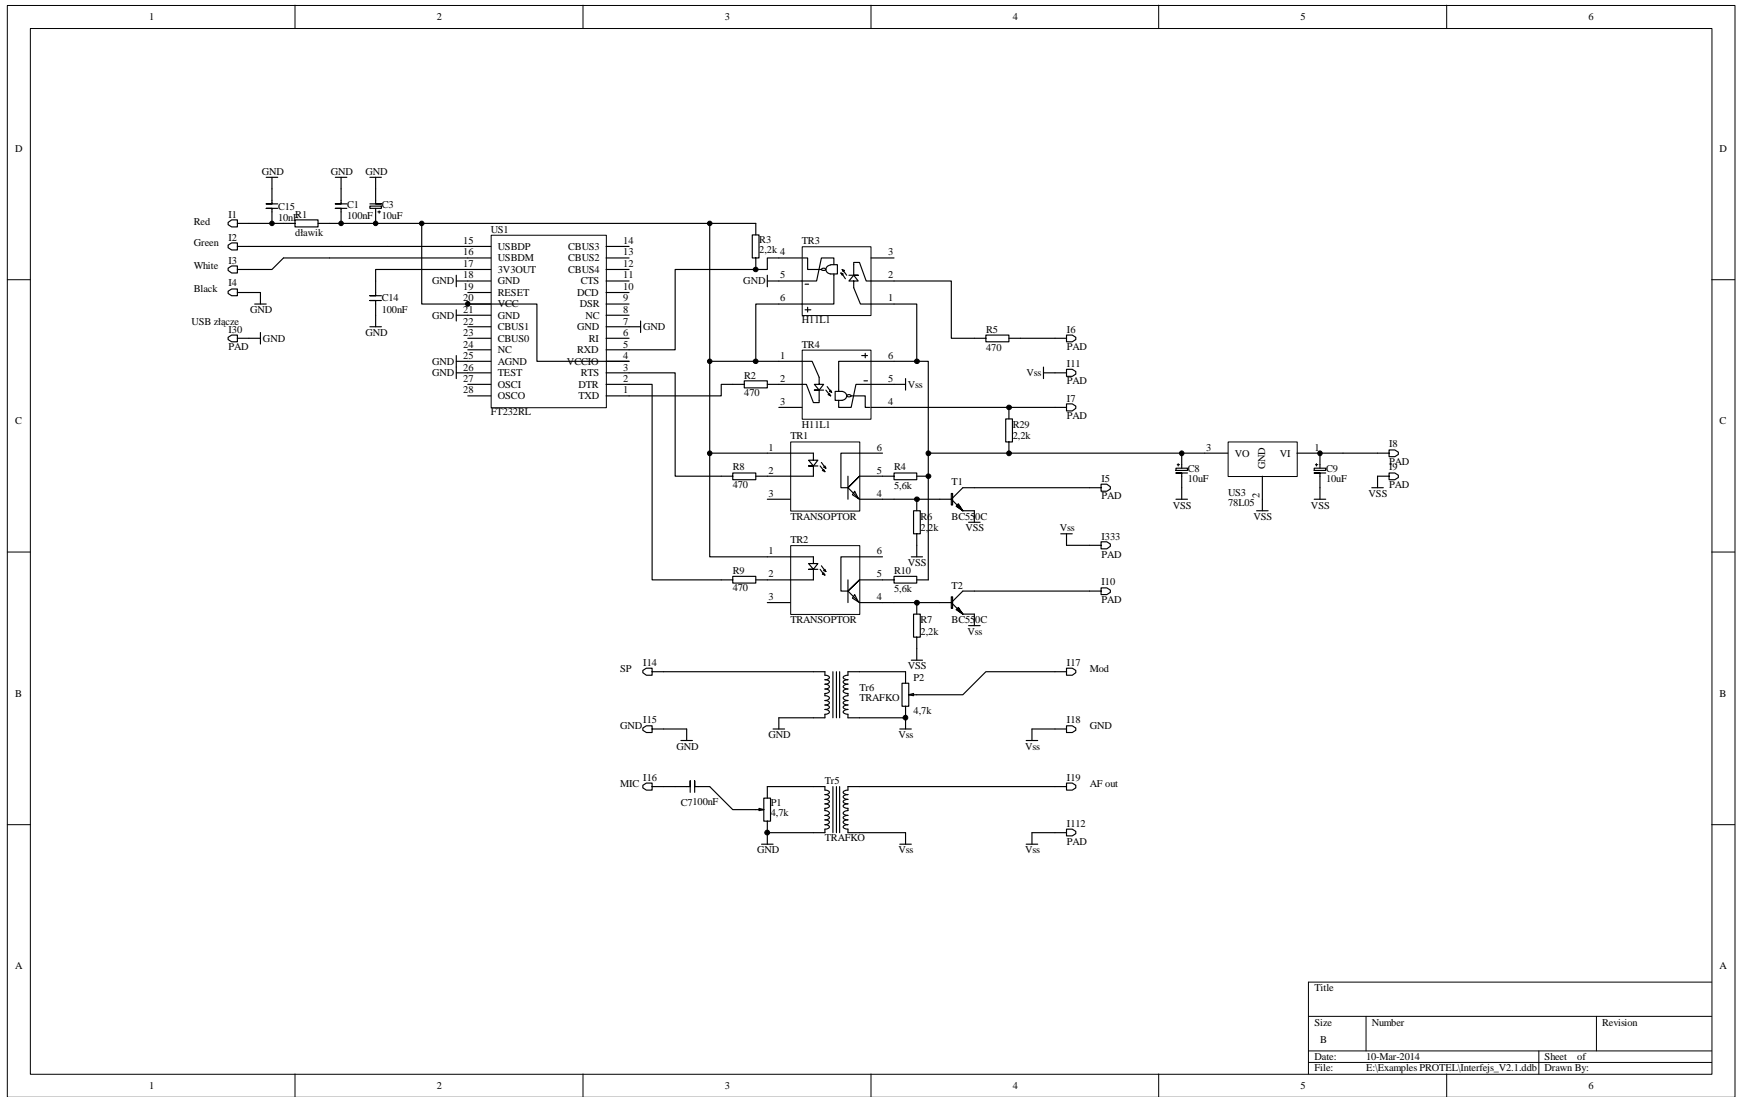 1 2 3 4 5 6
D D
GND GND GND
C15 C1 C3
10nF 100nF 10uF
Red I1 R1
dławik
Green I2
White I3
Black I4
GND
USB złącze
I30 GND
PAD
C14
100nF
GND
US1
15 USBDP CBUS3 14
16 USBDM CBUS2 13
17 3V3OUT CBUS4 12
GND 18 GND CTS 11
19 RESET DCD 10
20 VCC DSR 9
GND 21 GND NC 8
22 CBUS1 GND 7 GND
23 CBUS0 RI 6
24 NC RXD 5
GND 25 AGND VCCIO 4
GND 26 TEST RTS 3
27 OSCI DTR 2
28 OSCO TXD 1
FT232RL
R3
2,2k
TR3
4 3
GND 5 - 2
6 + 1
H11L1
R5 I6
470 PAD
TR4
1 + 6
R2 2 - 5 Vss
470
3 4
H11L1
Vss I11
PAD
I7
PAD
C C
R29
2,2k
TR1
1 6
R8 2 5 R4
470 5,6k
3 4
TRANSOPTOR
R6
2,2k
VSS
T1 I5
BC550C PAD
VSS
Vss
I333
PAD
C8
10uF
VSS
3 VO GND VI 1
US3 2
78L05
VSS
C9
10uF
VSS
I8
PAD
I9
PAD
VSS
TR2
1 6
R9 2 5 R10
470 5,6k
3 4
TRANSOPTOR
R7
2,2k
VSS
T2 I10
BC550C PAD
Vss
SP I14 I17 Mod
Tr6
TRAFKO
P2
4,7k
B B
GND I15 I18 GND
GND GND Vss Vss
MIC I16 Tr5 I19 AF out
C7 100nF P1
4,7k
TRAFKO
I112
PAD
GND Vss Vss
A A
Title
Size Number Revision
B
Date: 10-Mar-2014 Sheet of
File: E:\Examples PROTEL\Interfejs_V2.1.ddb Drawn By:
1 2 3 4 5 6